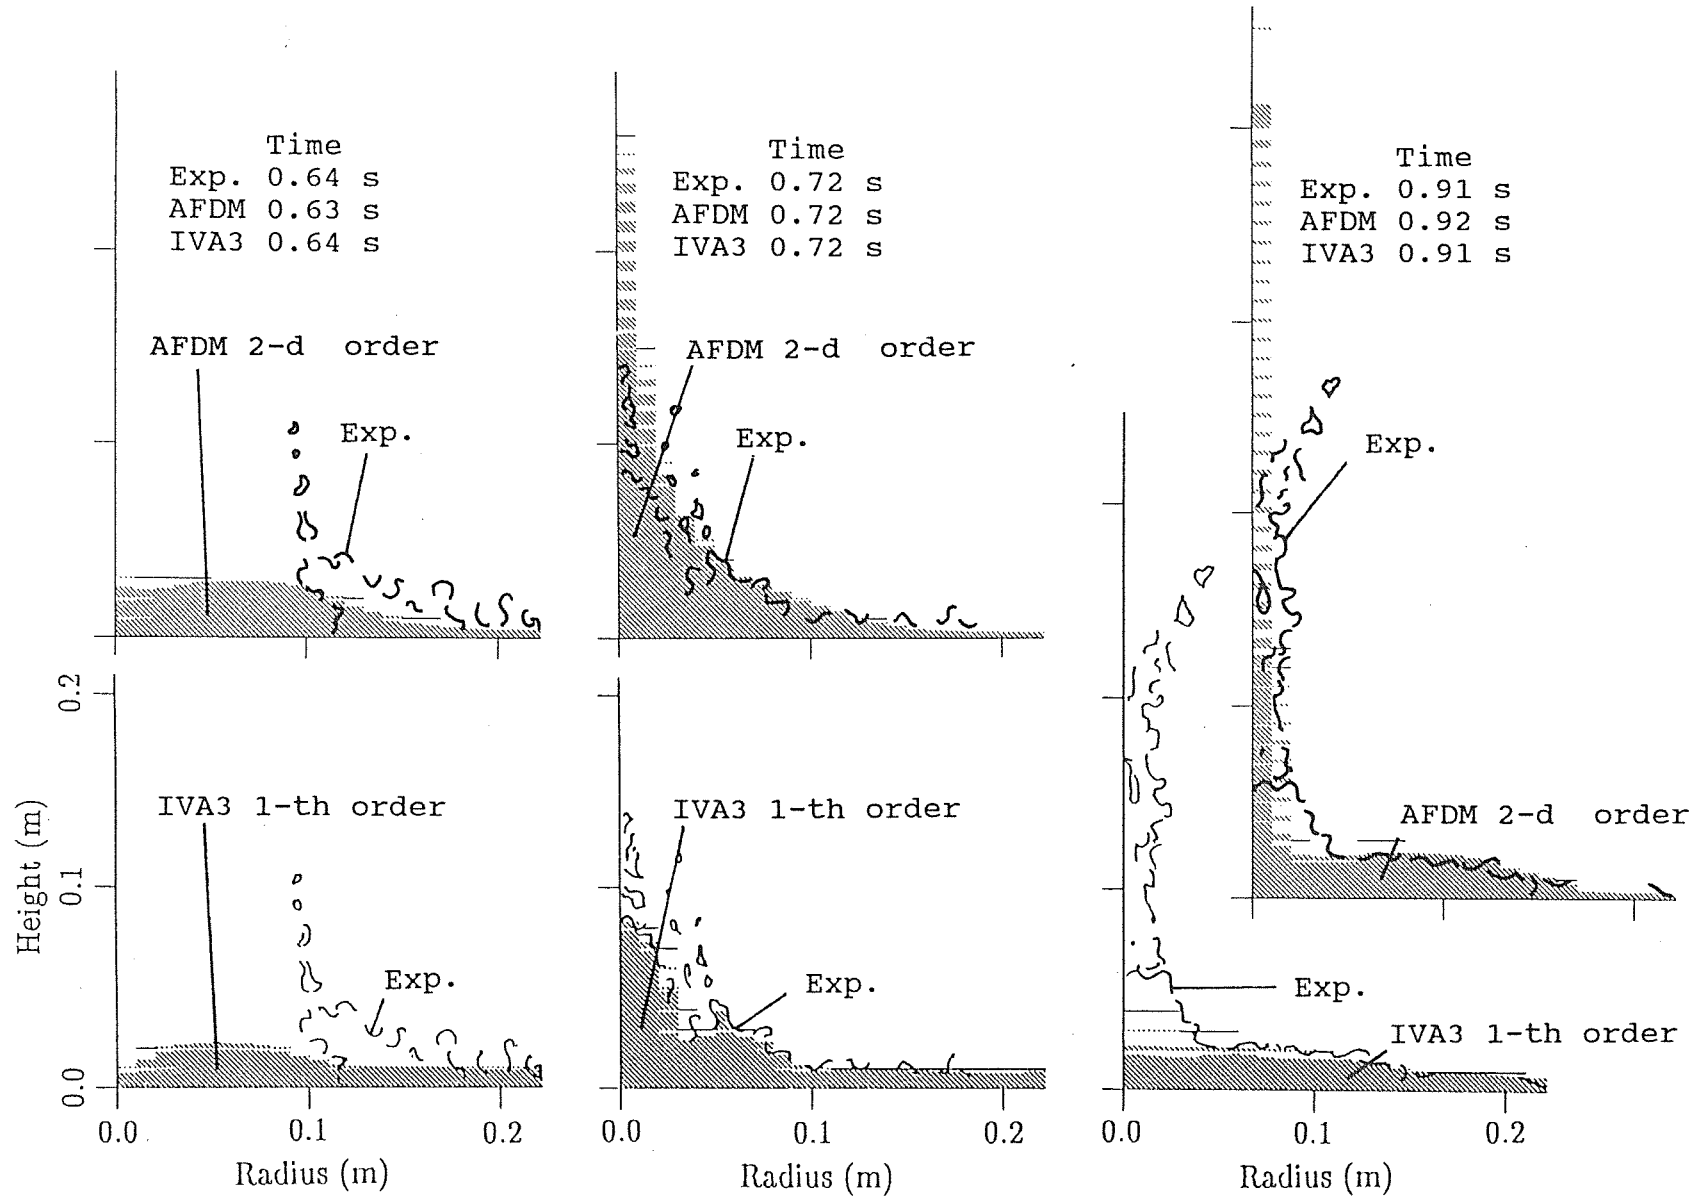 Time
Exp. 0.64 s
AFDM 0.63 s
IVA3 0.64 s
AFDM 2-d order
Exp.
Time
Exp. 0.72 s
AFDM 0.72 s
IVA3 0.72 s
AFDM 2-d order
Exp.
Time
Exp. 0.91 s
AFDM 0.92 s
IVA3 0.91 s
Exp.
AFDM 2-d order
Height (m)
0.2
0.1
0.0
IVA3 1-th order
Exp.
0.0 0.1 0.2
Radius (m)
IVA3 1-th order
Exp.
0.0 0.1 0.2
Radius (m)
Exp.
IVA3 1-th order
0.0 0.1 0.2
Radius (m)